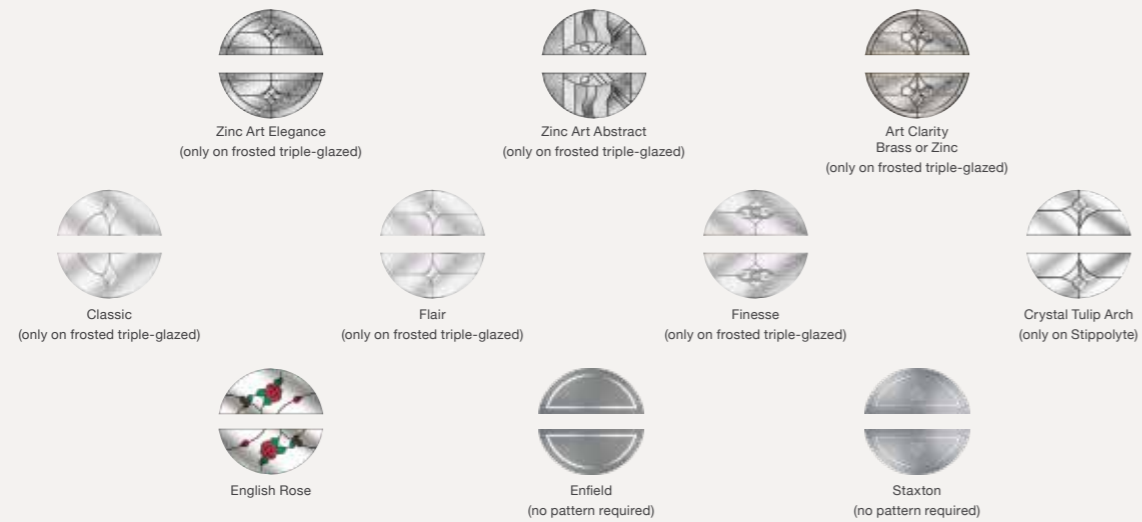 Zinc Art Elegance
(only on frosted triple-glazed)
Zinc Art Abstract
(only on frosted triple-glazed)
Art Clarity
Brass or Zinc
(only on frosted triple-glazed)
Classic
(only on frosted triple-glazed)
Flair
(only on frosted triple-glazed)
Finesse
(only on frosted triple-glazed)
Crystal Tulip Arch
(only on Stippolyte)
English Rose
Enfield
(no pattern required)
Staxton
(no pattern required)